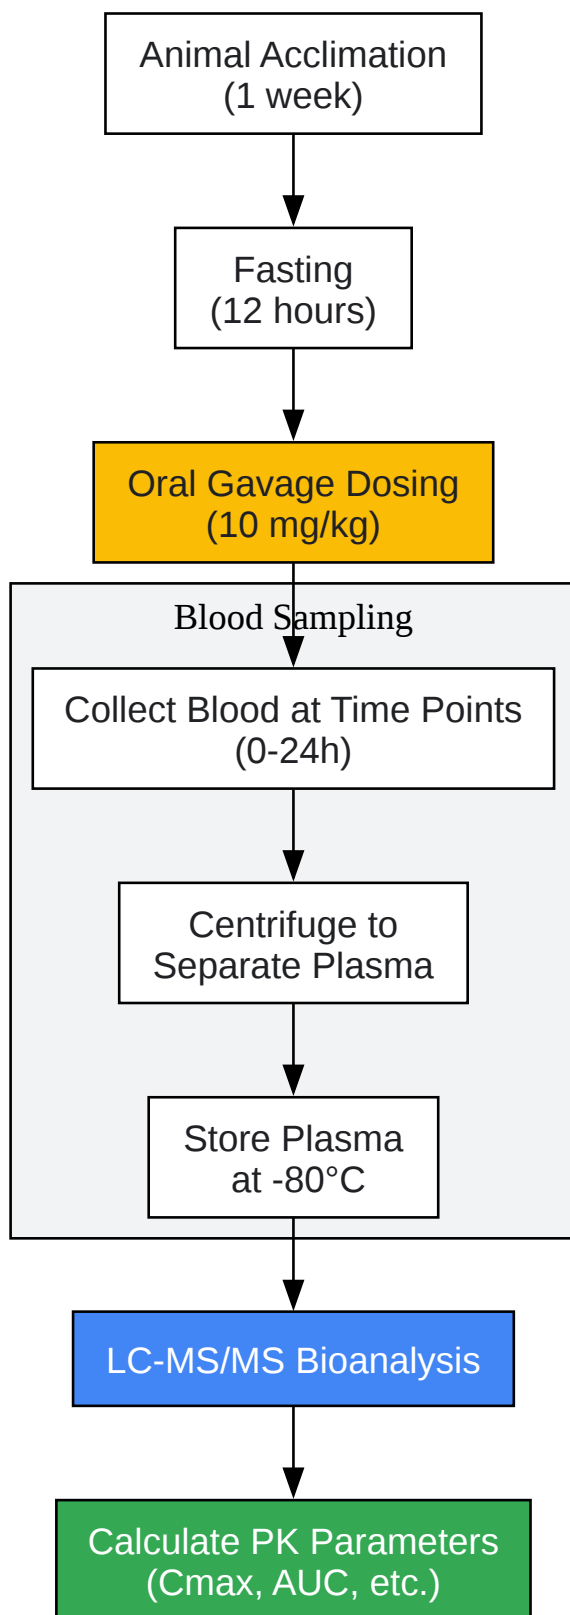 Animal Acclimation
(1 week)
Fasting
(12 hours)
Oral Gavage Dosing
(10 mg/kg)
Blood Sampling
Collect Blood at Time Points
(0-24h)
Centrifuge to
Separate Plasma
Store Plasma
at -80°C
LC-MS/MS Bioanalysis
Calculate PK Parameters
(Cmax, AUC, etc.)